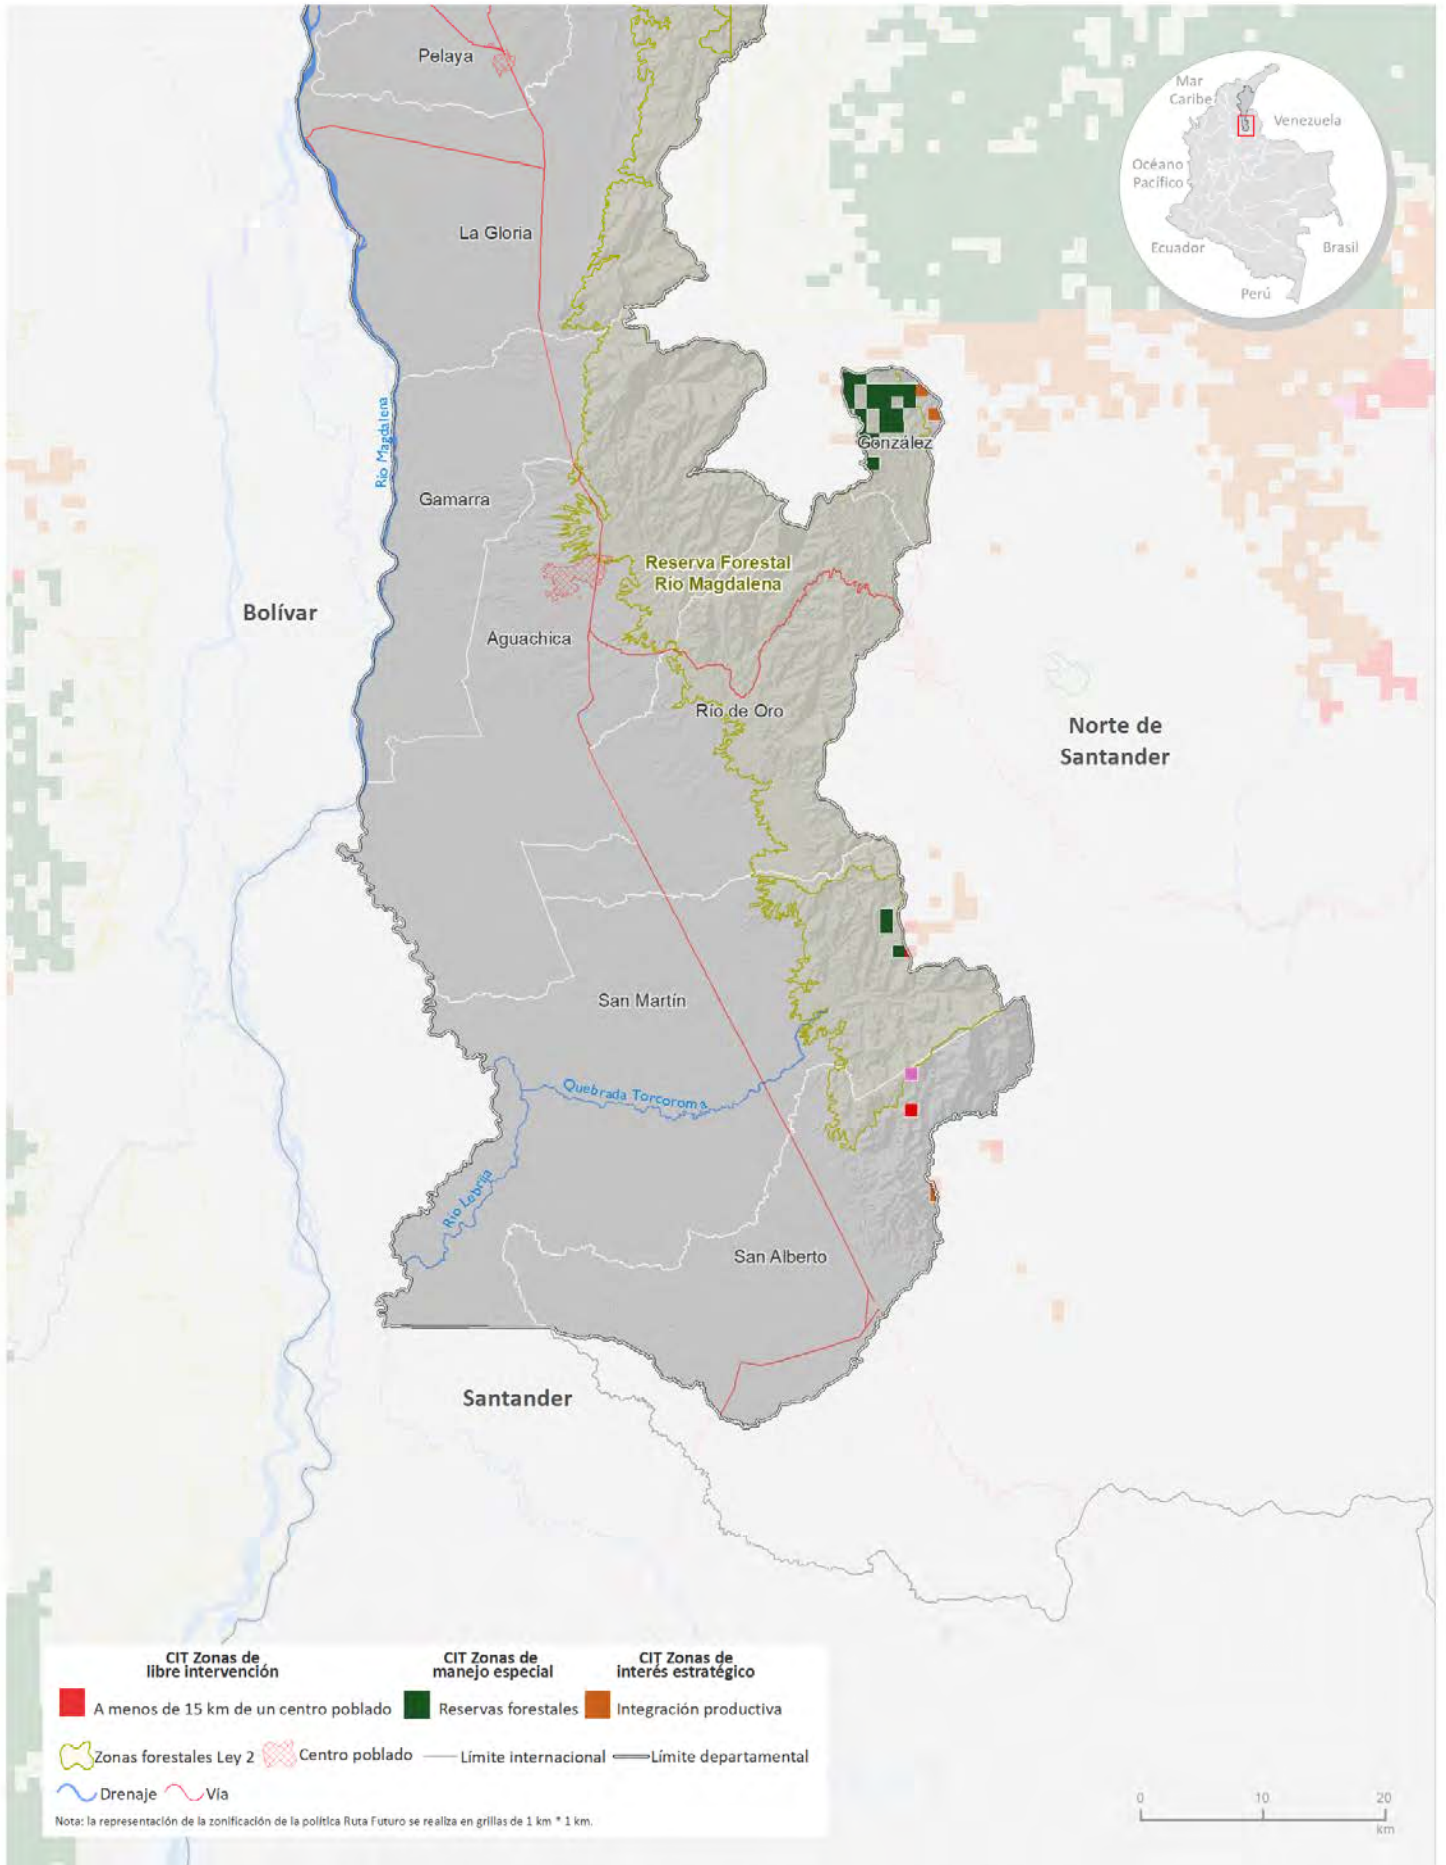 Pelaya
Mar
Caribe
Venezuela
Océano
Pacífico
La Gloria
Ecuador
Brasil
Perú
Río Magdalena
González
Gamarra
Reserva Forestal
Río Magdalena
Bolívar
Aguachica
Río de Oro
Norte de
Santander
San Martín
Quebrada Torcoroma
Río Lebrija
San Alberto
Santander
CIT Zonas de
libre intervención
CIT Zonas de
manejo especial
CIT Zonas de
interés estratégico
A menos de 15 km de un centro poblado
Reservas forestales
Integración productiva
Zonas forestales Ley 2
Centro poblado
Límite internacional
Límite departamental
Drenaje
Vía
Nota: la representación de la zonificación de la política Ruta Futuro se realiza en grillas de 1 km * 1 km.
0 10 20
km